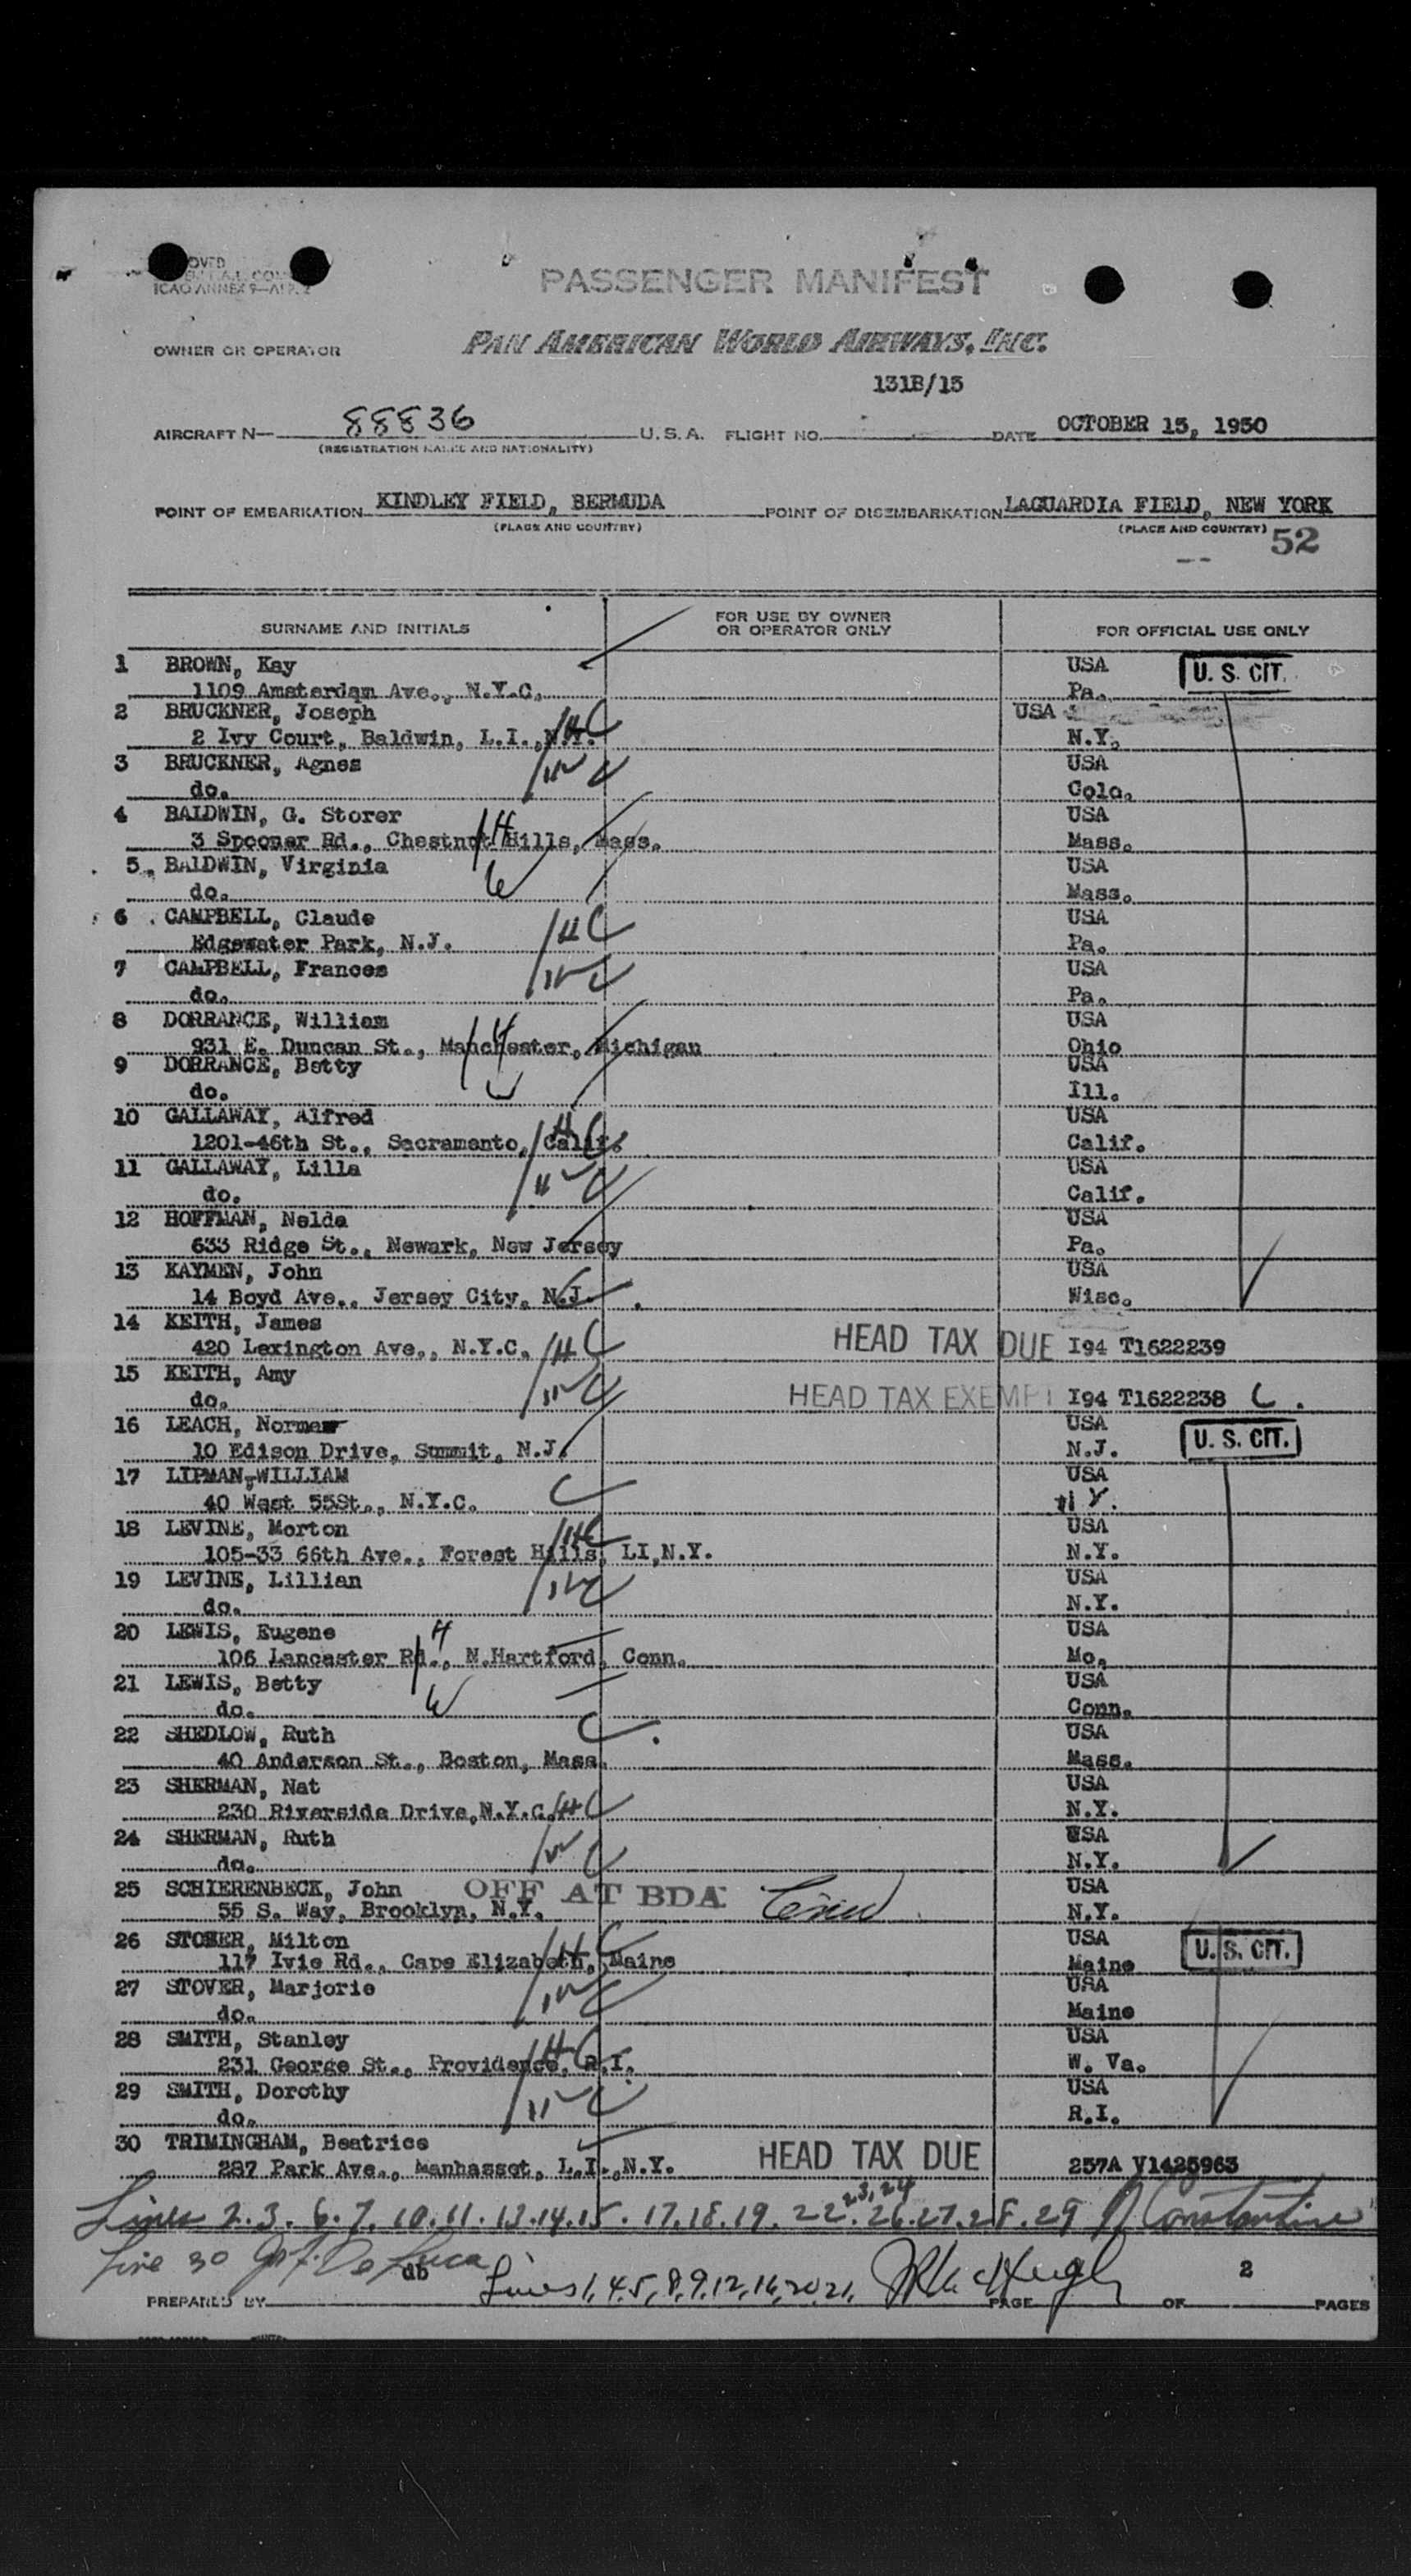 OVED
ICAO ANNEX 9—
PASSENGER MANIFEST
OWNER OR OPERATOR PAN AMERICAN WORLD AIRWAYS, INC.
131B/15
AIRCRAFT N— 88836 U.S.A. FLIGHT NO. DATE OCTOBER 15, 1950
(REGISTRATION MARKS AND NATIONALITY)
POINT OF EMBARKATION KINDLEY FIELD, BERMUDA POINT OF DISEMBARKATION LAGUARDIA FIELD, NEW YORK
(PLACE AND COUNTRY) (PLACE AND COUNTRY) 52
SURNAME AND INITIALS FOR USE BY OWNER OR OPERATOR ONLY FOR OFFICIAL USE ONLY
1 BROWN, Kay USA U. S. CIT.
1109 Amsterdam Ave., N.Y.C. Pa.
2 BRUCKNER, Joseph USA
2 Ivy Court, Baldwin, L.I., N.Y. H C N.Y.
3 BRUCKNER, Agnes W C USA
do. Colo.
4 BALDWIN, G. Storer H USA
3 Spooner Rd., Chestnut Hills, Mass. Mass.
5. BALDWIN, Virginia W USA
do. Mass.
6 CAMPBELL, Claude H C USA
Edgewater Park, N.J. Pa.
7 CAMPBELL, Frances W C USA
do. Pa.
8 DORRANCE, William H USA
931 E. Duncan St., Manchester, Michigan Ohio
9 DORRANCE, Betty W USA
do. Ill.
10 GALLAWAY, Alfred H C USA
1201-46th St., Sacramento, Calif. Calif.
11 GALLAWAY, Lilla W C USA
do. Calif.
12 HOFFMAN, Nelda USA
633 Ridge St., Newark, New Jersey Pa.
13 KAYMEN, John C USA
14 Boyd Ave., Jersey City, N.J. Wisc.
14 KEITH, James H C HEAD TAX DUE I94 T1622239
420 Lexington Ave., N.Y.C.
15 KEITH, Amy W C HEAD TAX EXEMPT I94 T1622238 C.
do.
16 LEACH, Norman USA U. S. CIT.
10 Edison Drive, Summit, N.J. N.J.
17 LIPMAN, WILLIAM C USA
40 West 55St., N.Y.C. N.Y.
18 LEVINE, Morton H C USA
105-33 66th Ave., Forest Hills, LI,N.Y. N.Y.
19 LEVINE, Lillian W C USA
do. N.Y.
20 LEWIS, Eugene H USA
106 Lancaster Rd., N.Hartford, Conn. Mo.
21 LEWIS, Betty W USA
do. Conn.
22 SHEDLOW, Ruth C USA
40 Anderson St., Boston, Mass. Mass.
23 SHERMAN, Nat H C USA
230 Riverside Drive,N.Y.C. N.Y.
24 SHERMAN, Ruth W C USA
do. N.Y.
25 SCHIERENBECK, John OFF AT BDA USA
55 S. Way, Brooklyn, N.Y. N.Y.
26 STOBER, Milton H C USA U. S. CIT.
117 Ivie Rd., Cape Elizabeth, Maine Maine
27 STOVER, Marjorie W C USA
do. Maine
28 SMITH, Stanley H C USA
231 George St., Providence, R.I. W. Va.
29 SMITH, Dorothy W C USA
do. R.I.
30 TRIMINGHAM, Beatrice HEAD TAX DUE
287 Park Ave., Manhasset, L.I.,N.Y. 257A V1425963
23, 24
Lines 2.3. 6.7. 10.11. 13.14.15. 17.18.19. 22. 26.27.28.29 Constantine
Line 30 De Luca
db Lines 1, 4,5, 8,9,12,16,20,21, McHugh 2
PREPARED BY PAGE OF PAGES